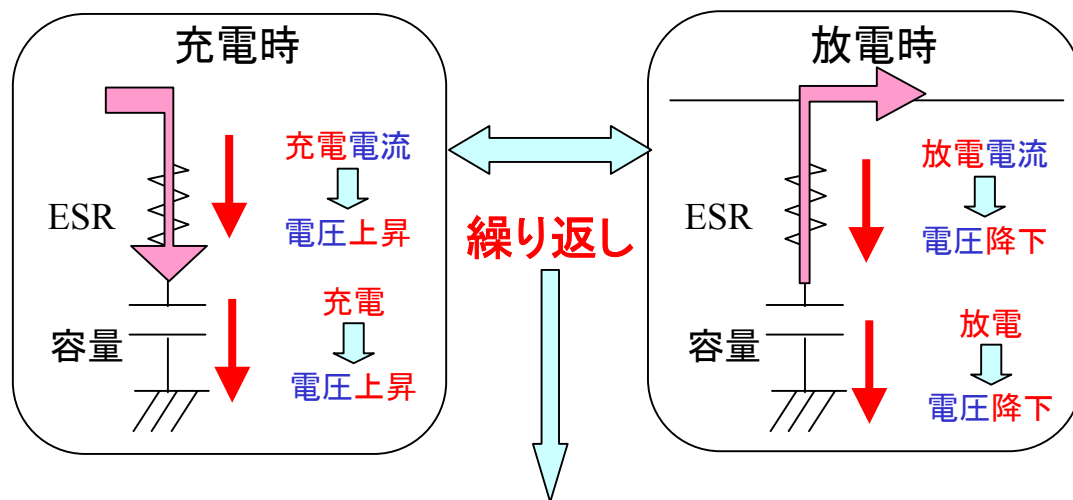 充電時
ESR
充電電流
電圧上昇
容量
充電
電圧上昇
繰り返し
放電時
ESR
放電電流
電圧降下
容量
放電
電圧降下